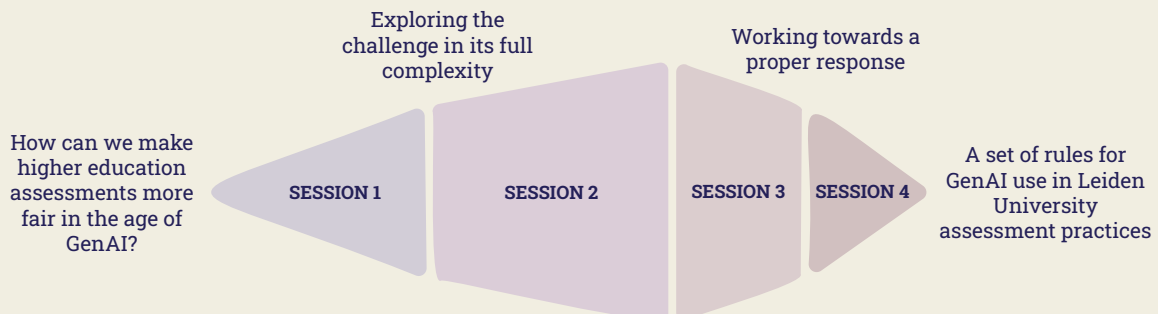 Exploring the
challenge in its full
complexity
Working towards a
proper response
How can we make
higher education
assessments more
fair in the age of
GenAI?
SESSION 1
SESSION 2
SESSION 3
SESSION 4
A set of rules for
GenAI use in Leiden
University
assessment practices